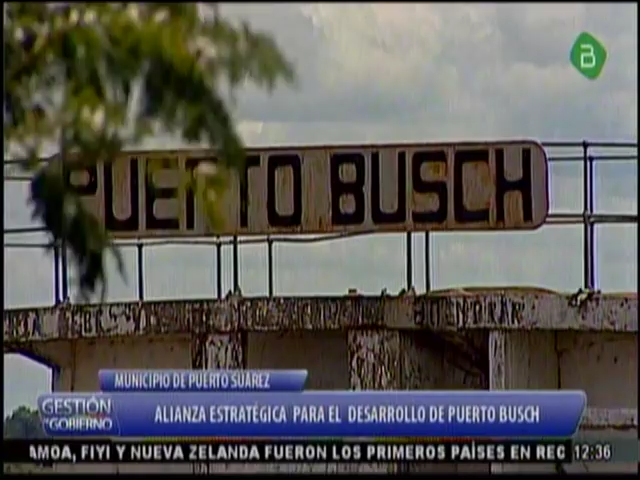 B
PUERTO BUSCH
MUNICIPIO DE PUERTO SUÁREZ
GESTIÓN de GOBIERNO
ALIANZA ESTRATÉGICA PARA EL DESARROLLO DE PUERTO BUSCH
AMOA, FIYI Y NUEVA ZELANDA FUERON LOS PRIMEROS PAÍSES EN REC 12:36